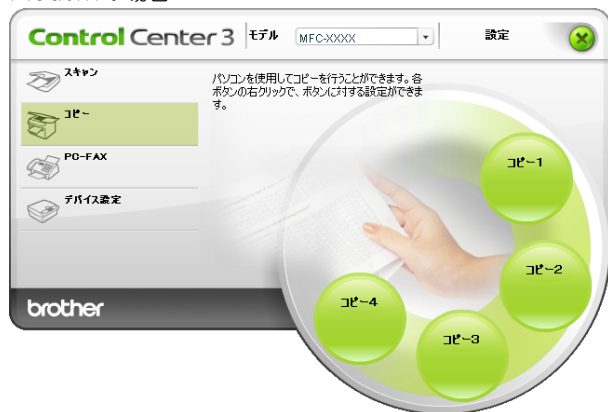 Control Center 3 モデル MFC-XXXX 設定
スキャン
パソコンを使用してコピーを行うことができます。各
ボタンの右クリックで、ボタンに対する設定ができま
す。
コピー
PC-FAX
デバイス設定
コピー1
コピー2
コピー3
コピー4
brother